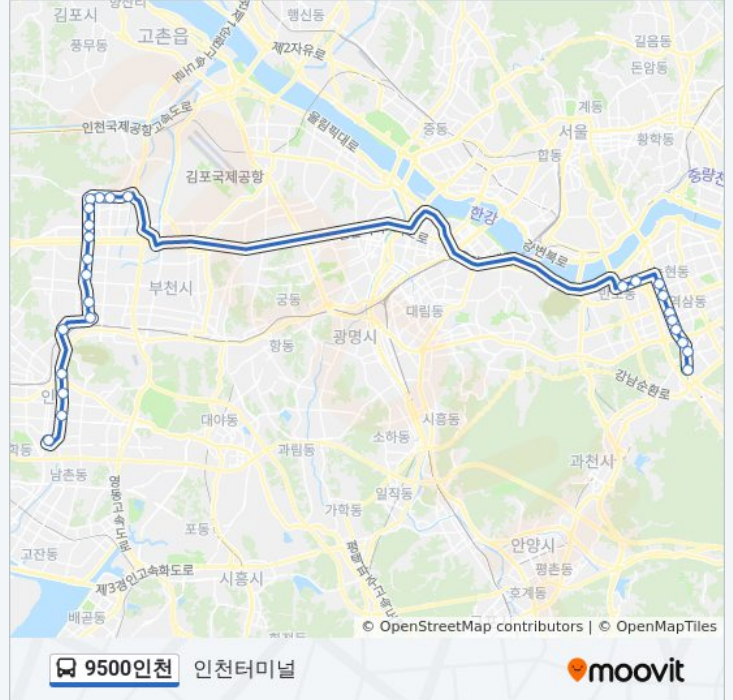 김포시
풍무동
고촌읍
행신동
제2자유로
길음동
돈암동
계동
서울
황학동
인천국제공항고속도로
올림픽대로
중동
합동
김포국제공항
한강
강변북로
부천시
궁동
대림동
역삼동
항동
광명시
강남순환로
대야동
시흥동
과림동
소하동
과천시
남촌동
일직동
영동고속도로
가학동
포동
고잔동
안양시
평촌동
제3경인고속화도로
시흥시
호계동
배곧동
© OpenStreetMap contributors | © OpenMapTiles
9500인천 인천터미널
moovit